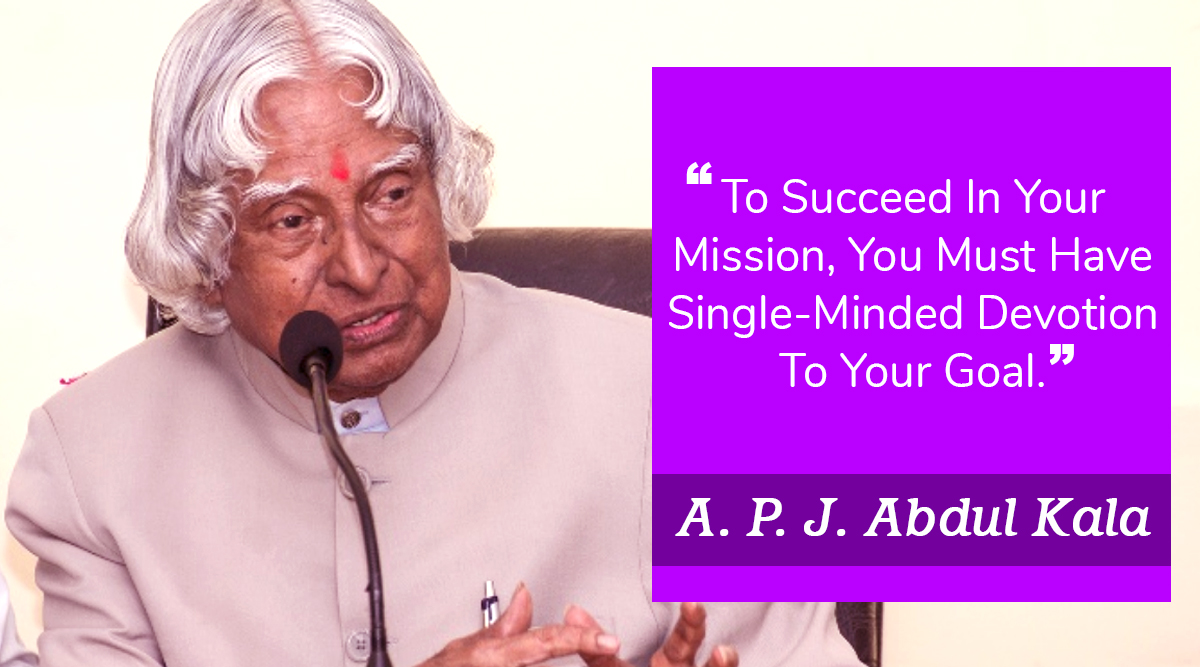 “ To Succeed In Your
Mission, You Must Have
Single-Minded Devotion
To Your Goal.”
A. P. J. Abdul Kala